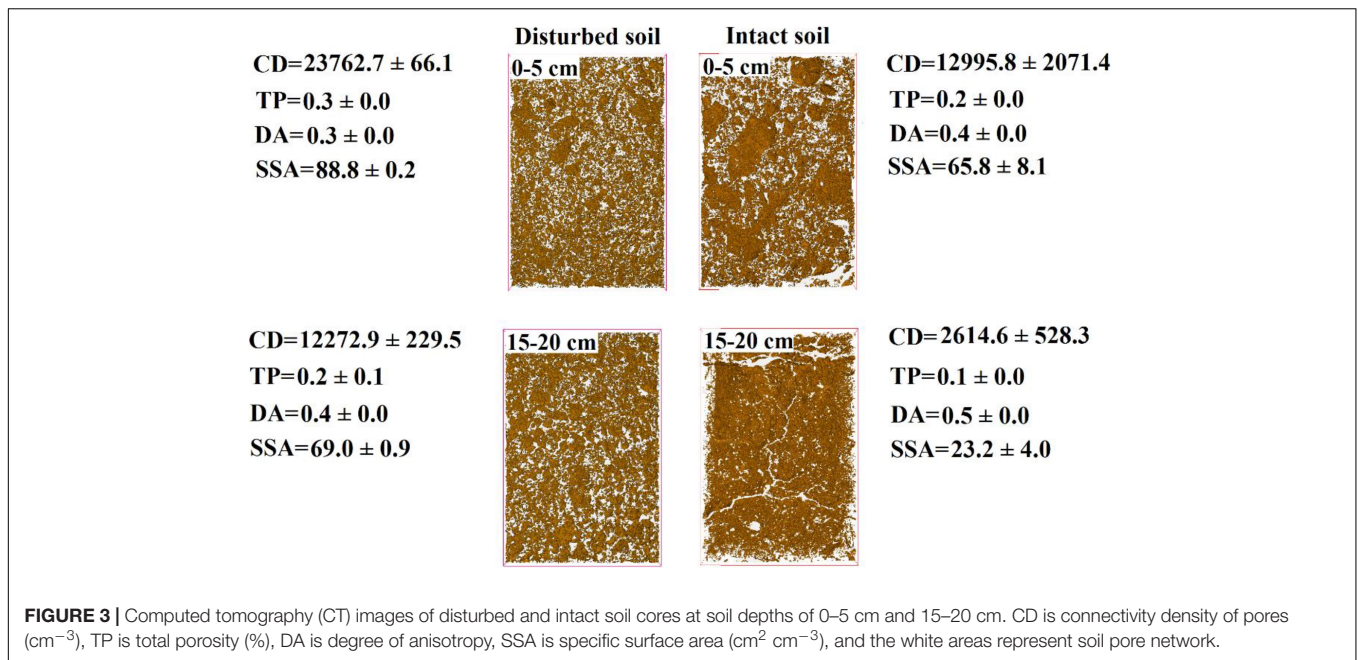 Disturbed soil
Intact soil
CD=23762.7 ± 66.1
TP=0.3 ± 0.0
DA=0.3 ± 0.0
SSA=88.8 ± 0.2
0-5 cm
0-5 cm
CD=12995.8 ± 2071.4
TP=0.2 ± 0.0
DA=0.4 ± 0.0
SSA=65.8 ± 8.1
CD=12272.9 ± 229.5
TP=0.2 ± 0.1
DA=0.4 ± 0.0
SSA=69.0 ± 0.9
15-20 cm
15-20 cm
CD=2614.6 ± 528.3
TP=0.1 ± 0.0
DA=0.5 ± 0.0
SSA=23.2 ± 4.0
FIGURE 3 | Computed tomography (CT) images of disturbed and intact soil cores at soil depths of 0–5 cm and 15–20 cm. CD is connectivity density of pores
(cm⁻³), TP is total porosity (%), DA is degree of anisotropy, SSA is specific surface area (cm² cm⁻³), and the white areas represent soil pore network.